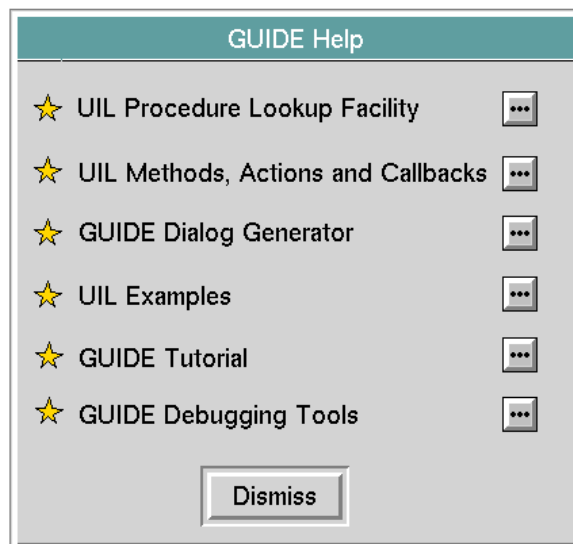 GUIDE Help
UIL Procedure Lookup Facility
UIL Methods, Actions and Callbacks
GUIDE Dialog Generator
UIL Examples
GUIDE Tutorial
GUIDE Debugging Tools
Dismiss